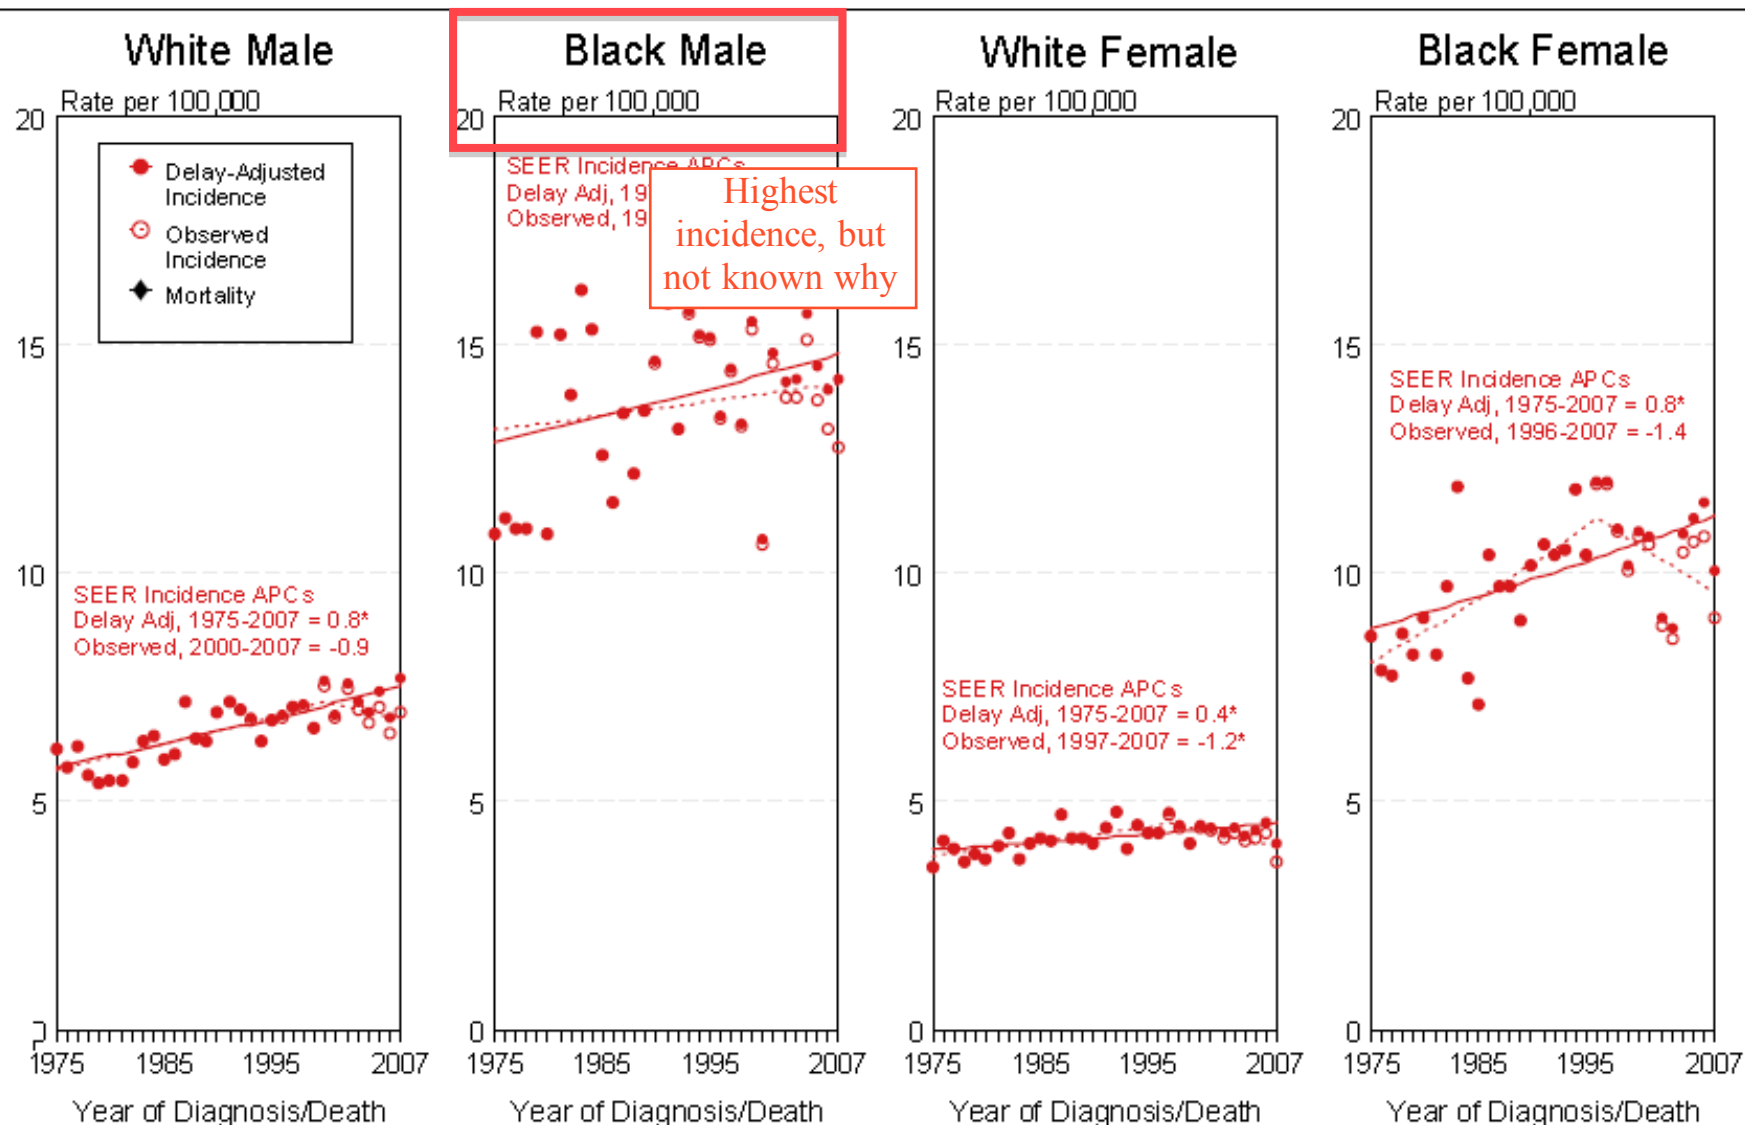 White Male
Rate per 100,000
20
15
10
5
1975 1985 1995 2007
Year of Diagnosis/Death
Delay-Adjusted
Incidence
Observed
Incidence
Mortality
SEER Incidence APCs
Delay Adj, 1975-2007 = 0.8*
Observed, 2000-2007 = -0.9
Black Male
Rate per 100,000
20
15
10
5
0
1975 1985 1995 2007
Year of Diagnosis/Death
SEER Incidence APCs
Delay Adj, 19
Observed, 19
Highest
incidence, but
not known why
White Female
Rate per 100,000
20
15
10
5
0
1975 1985 1995 2007
Year of Diagnosis/Death
SEER Incidence APCs
Delay Adj, 1975-2007 = 0.4*
Observed, 1997-2007 = -1.2*
Black Female
Rate per 100,000
20
15
10
5
0
1975 1985 1995 2007
Year of Diagnosis/Death
SEER Incidence APCs
Delay Adj, 1975-2007 = 0.8*
Observed, 1996-2007 = -1.4